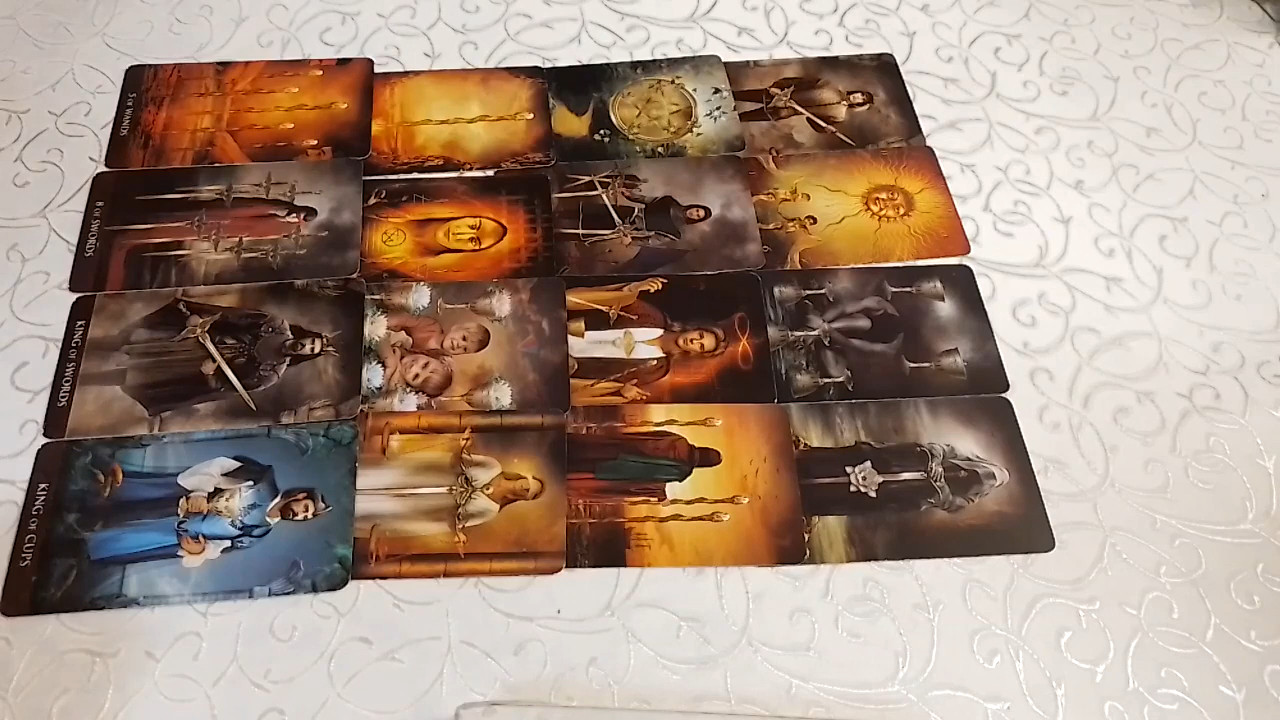 5 OF WANDS
8 OF SWORDS
KING OF SWORDS
KING OF CUPS